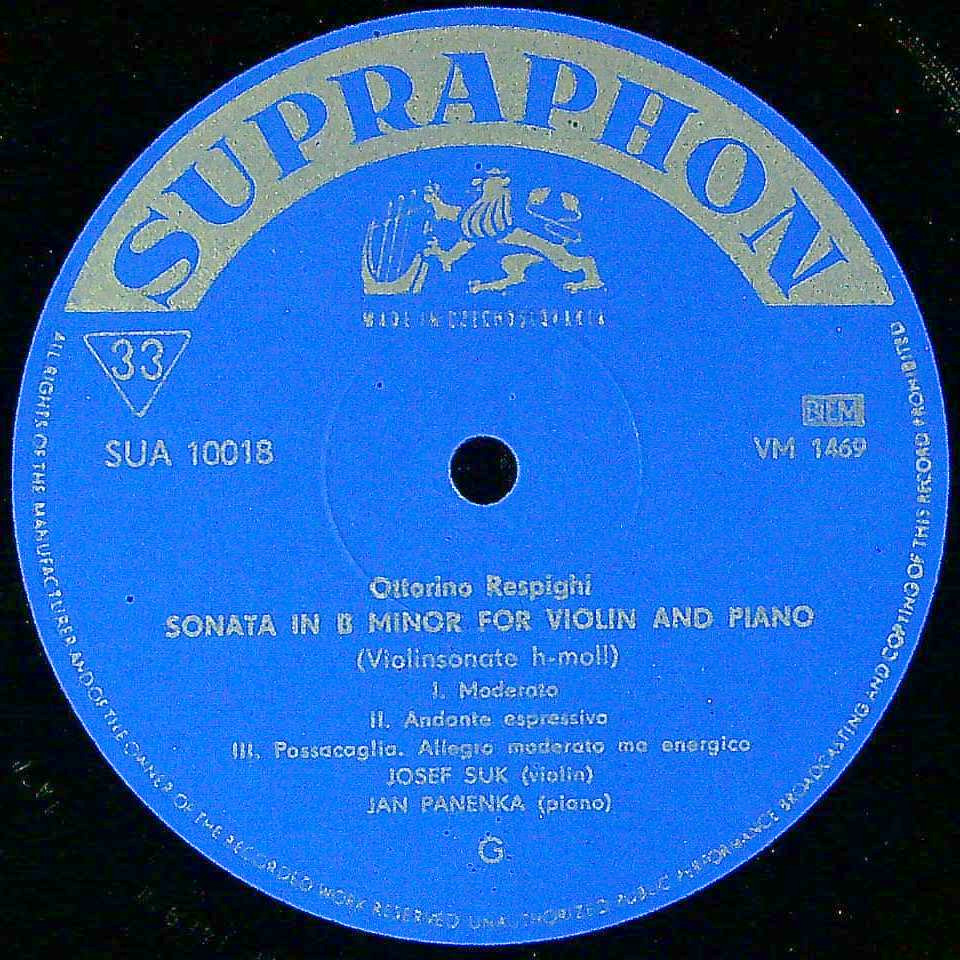 SUPRAPHON
MADE IN CZECHOSLOVAKIA
33
BIEM
SUA 10018
VM 1469
Ottorino Respighi
SONATA IN B MINOR FOR VIOLIN AND PIANO
(Violinsonate h-moll)
I. Moderato
II. Andante espressivo
III. Passacaglia. Allegro moderato ma energico
JOSEF SUK (violin)
JAN PANENKA (piano)
G
ALL RIGHTS OF THE MANUFACTURER AND OF THE OWNER OF THE RECORDED WORK RESERVED UNAUTHORIZED PUBLIC PERFORMANCE BROADCASTING AND COPYING OF THIS RECORD PROHIBITED